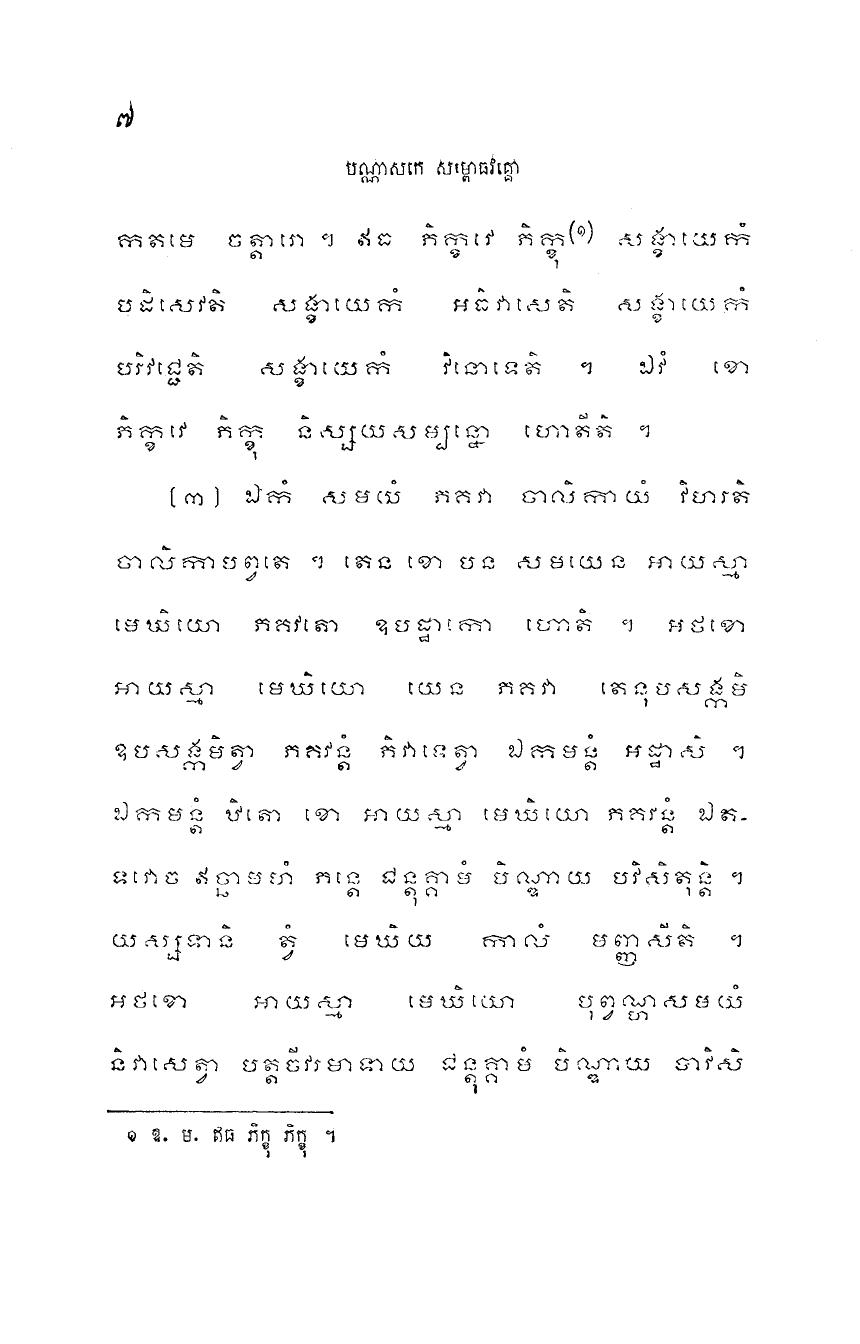 ៧
បណ្ណាសកេ សម្ពោធវគ្គោ
កតមេ ចត្តារោ ។ ឥធ ភិក្ខវេ ភិក្ខុ(១) សង្ខាយេកំ
បដិសេវតិ សង្ខាយេកំ អធិវាសេតិ សង្ខាយេកំ
បរិវជ្ជេតិ សង្ខាយេកំ វិនោទេតិ ។ ឯវំ ខោ
ភិក្ខវេ ភិក្ខុ និស្សយសម្បន្នោ ហោតីតិ ។
[៣] ឯកំ សមយំ ភគវា ចាលិកាយំ វិហរតិ
ចាលិកាបព្វតេ ។ តេន ខោ បន សមយេន អាយស្មា
មេឃិយោ ភគវតោ ឧបដ្ឋាកោ ហោតិ ។ អថខោ
អាយស្មា មេឃិយោ យេន ភគវា តេនុបសង្កមិ
ឧបសង្កមិត្វា ភគវន្តំ ភិវាទេត្វា ឯកមន្តំ អដ្ឋាសិ ។
ឯកមន្តំ ឋិតោ ខោ អាយស្មា មេឃិយោ ភគវន្តំ ឯត-
ទវោច ឥច្ឆាមហំ ភន្តេ ជន្តុគ្គាមំ បិណ្ឌាយ បវិសិតុន្តិ ។
យស្សទានិ ត្វំ មេឃិយ កាលំ មញ្ញសីតិ ។
អថខោ អាយស្មា មេឃិយោ បុព្វណ្ហសមយំ
និវាសេត្វា បត្តចីវរមាទាយ ជន្តុគ្គាមំ បិណ្ឌាយ បាវិសិ
១ ឱ. ម. ឥធ ភិក្ខុ ភិក្ខុ ។